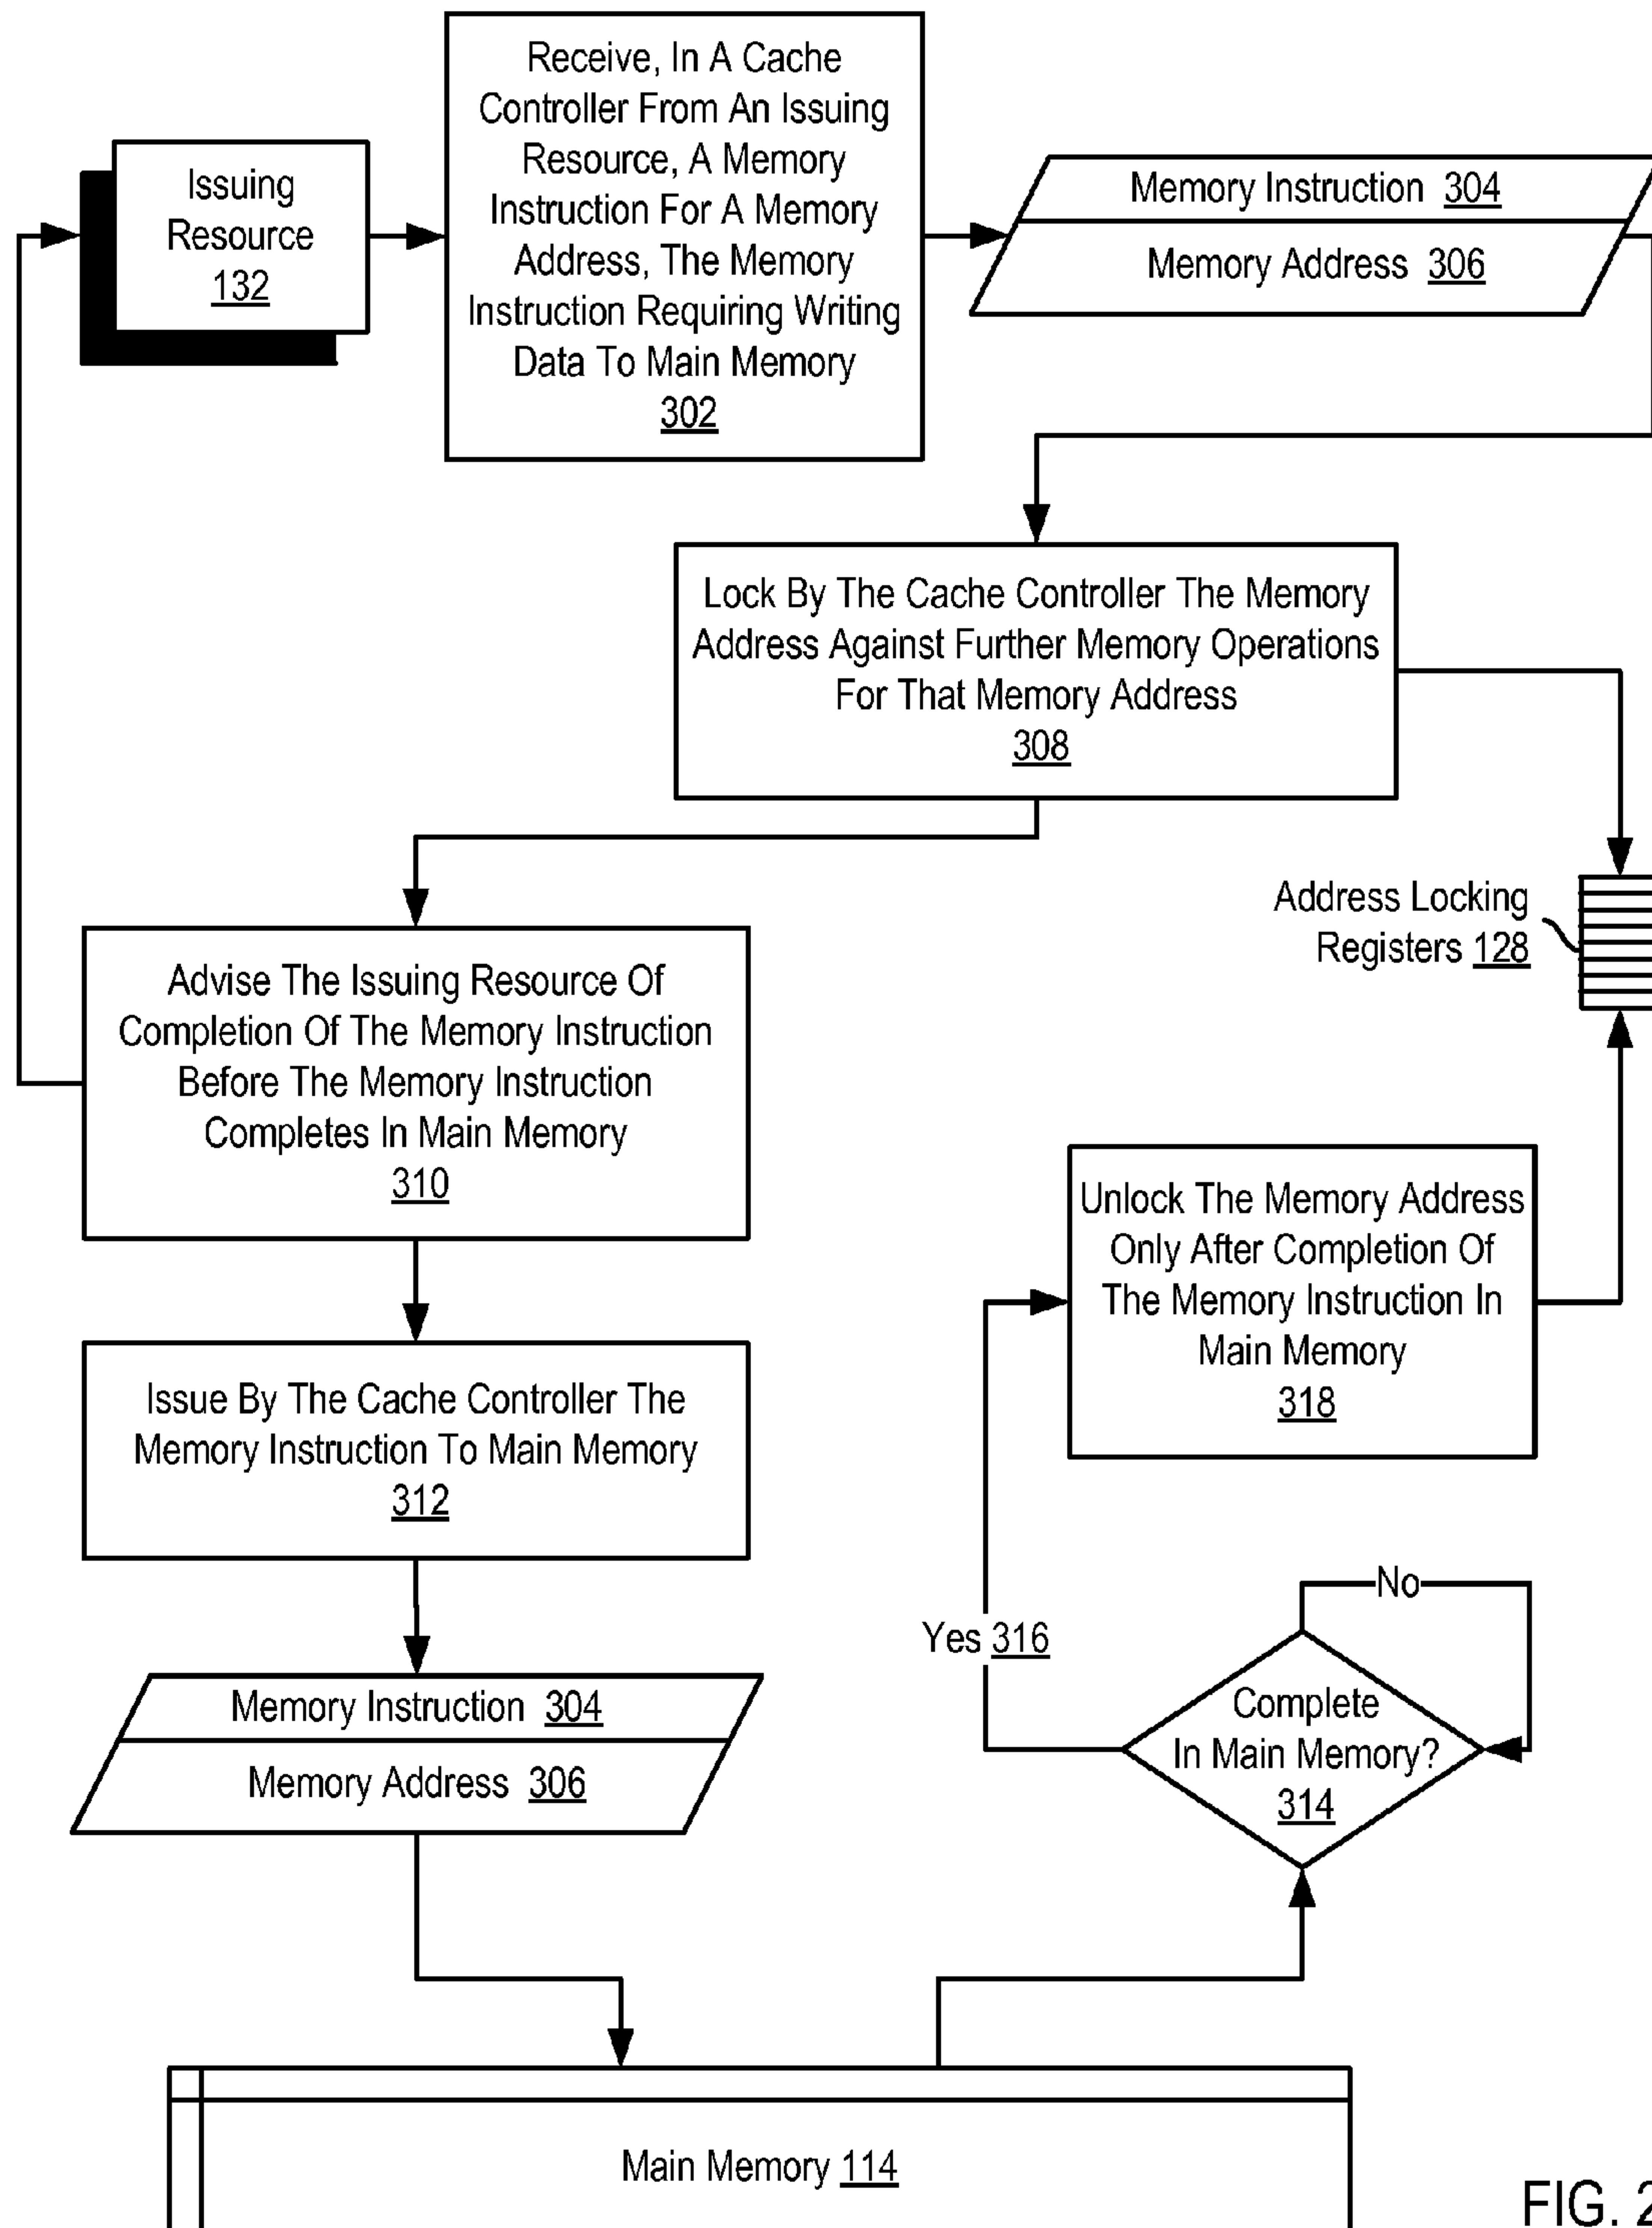 Issuing
Resource
132
Receive, In A Cache
Controller From An Issuing
Resource, A Memory
Instruction For A Memory
Address, The Memory
Instruction Requiring Writing
Data To Main Memory
302
Memory Instruction 304
Memory Address 306
Lock By The Cache Controller The Memory
Address Against Further Memory Operations
For That Memory Address
308
Address Locking
Registers 128
Advise The Issuing Resource Of
Completion Of The Memory Instruction
Before The Memory Instruction
Completes In Main Memory
310
Issue By The Cache Controller The
Memory Instruction To Main Memory
312
Unlock The Memory Address
Only After Completion Of
The Memory Instruction In
Main Memory
318
No
Yes 316
Complete
In Main Memory?
314
Memory Instruction 304
Memory Address 306
Main Memory 114
FIG. 2